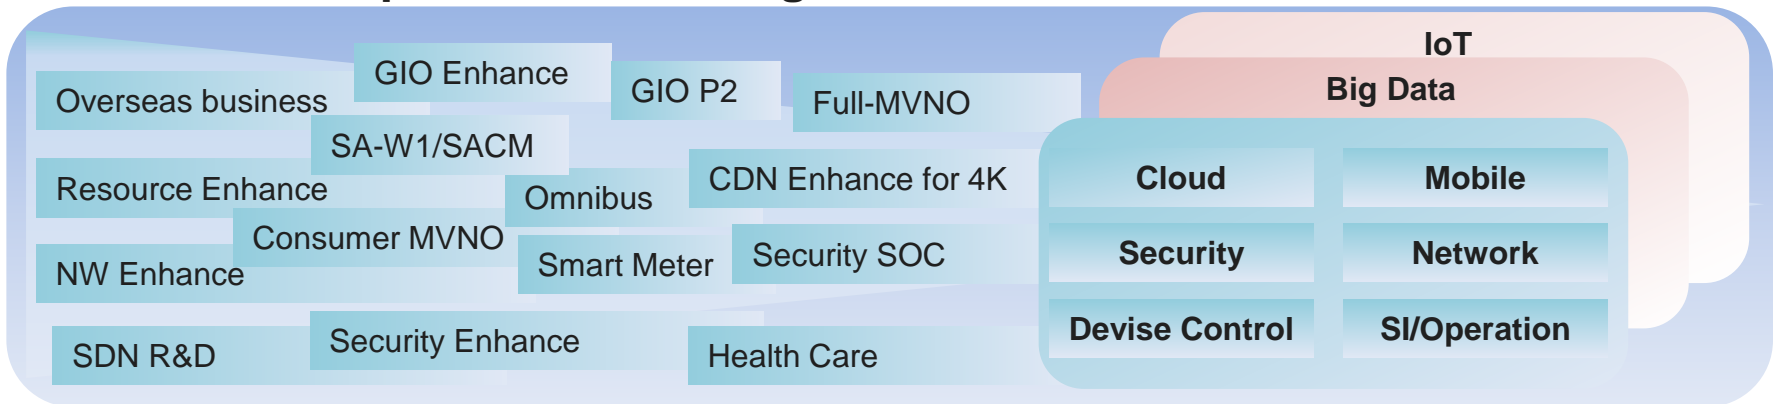 GIO Enhance
Overseas business
GIO P2
Full-MVNO
SA-W1/SACM
Resource Enhance
Omnibus
CDN Enhance for 4K
Consumer MVNO
NW Enhance
Smart Meter
Security SOC
SDN R&D
Security Enhance
Health Care
IoT
Big Data
Cloud
Mobile
Security
Network
Devise Control
SI/Operation